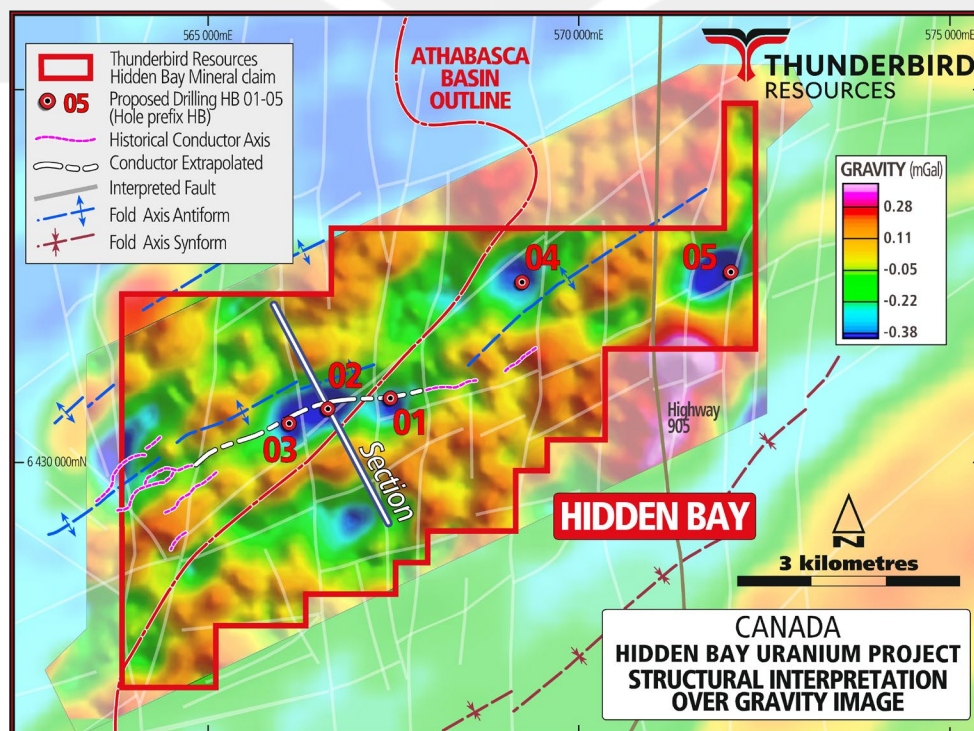 565 000mE
570 000mE
575 000mE
Thunderbird Resources
Hidden Bay Mineral claim
05
Proposed Drilling HB 01-05
(Hole prefix HB)
Historical Conductor Axis
Conductor Extrapolated
Interpreted Fault
Fold Axis Antiform
Fold Axis Synform
ATHABASCA
BASIN
OUTLINE
THUNDERBIRD
RESOURCES
GRAVITY (mGal)
0.28
0.11
-0.05
-0.22
-0.38
04
05
02
01
03
Section
Highway
905
6 430 000mN
HIDDEN BAY
N
3 kilometres
CANADA
HIDDEN BAY URANIUM PROJECT
STRUCTURAL INTERPRETATION
OVER GRAVITY IMAGE